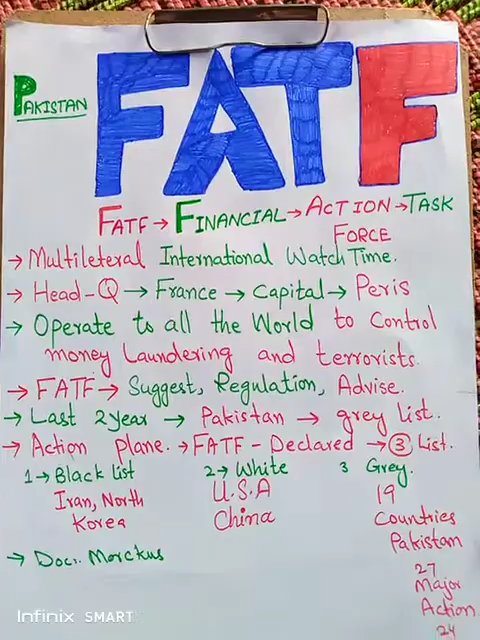 PAKISTAN
FATF
FATF → FINANCIAL → ACTION → TASK
FORCE
→ Multileteral International Watch Time.
→ Head-Q → France → Capital → Peris
→ Operate to all the World to Control
money Laundering and terrorists.
→ FATF → Suggest, Regulation, Advise.
→ Last 2 year → Pakistan → grey list.
→ Action plane. → FATF - Declared → 3 List.
1 → Black list 2 → White 3 Grey.
Iran, North U.S.A 19
Korea China Countries
Pakistan
→ Doc:. Morckus
27
Major
Action
24
Infinix SMART